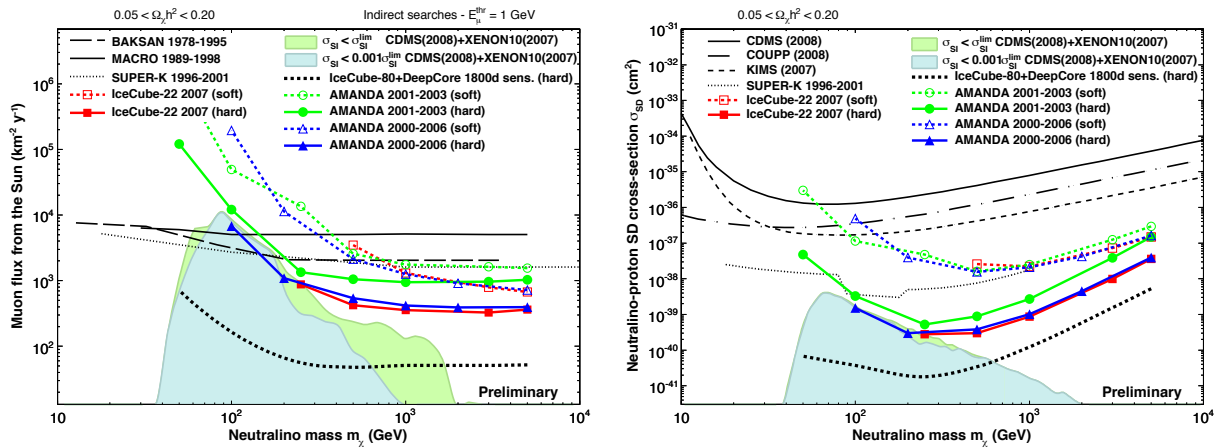 0.05 < Ωχh² < 0.20
Indirect searches - E_μ^thr = 1 GeV
Muon flux from the Sun (km⁻² y⁻¹)
BAKSAN 1978-1995
MACRO 1989-1998
SUPER-K 1996-2001
IceCube-22 2007 (soft)
IceCube-22 2007 (hard)
σ_SI < σ_SI^lim CDMS(2008)+XENON10(2007)
σ_SI < 0.001σ_SI^lim CDMS(2008)+XENON10(2007)
IceCube-80+DeepCore 1800d sens. (hard)
AMANDA 2001-2003 (soft)
AMANDA 2001-2003 (hard)
AMANDA 2000-2006 (soft)
AMANDA 2000-2006 (hard)
10⁶
10⁵
10⁴
10³
10²
Preliminary
10 10² 10³ 10⁴
Neutralino mass m_χ (GeV)
0.05 < Ωχh² < 0.20
Neutralino-proton SD cross-section σ_SD (cm²)
CDMS (2008)
COUPP (2008)
KIMS (2007)
SUPER-K 1996-2001
IceCube-22 2007 (soft)
IceCube-22 2007 (hard)
σ_SI < σ_SI^lim CDMS(2008)+XENON10(2007)
σ_SI < 0.001σ_SI^lim CDMS(2008)+XENON10(2007)
IceCube-80+DeepCore 1800d sens. (hard)
AMANDA 2001-2003 (soft)
AMANDA 2001-2003 (hard)
AMANDA 2000-2006 (soft)
AMANDA 2000-2006 (hard)
10⁻³¹
10⁻³²
10⁻³³
10⁻³⁴
10⁻³⁵
10⁻³⁶
10⁻³⁷
10⁻³⁸
10⁻³⁹
10⁻⁴⁰
10⁻⁴¹
Preliminary
10 10² 10³ 10⁴
Neutralino mass m_χ (GeV)